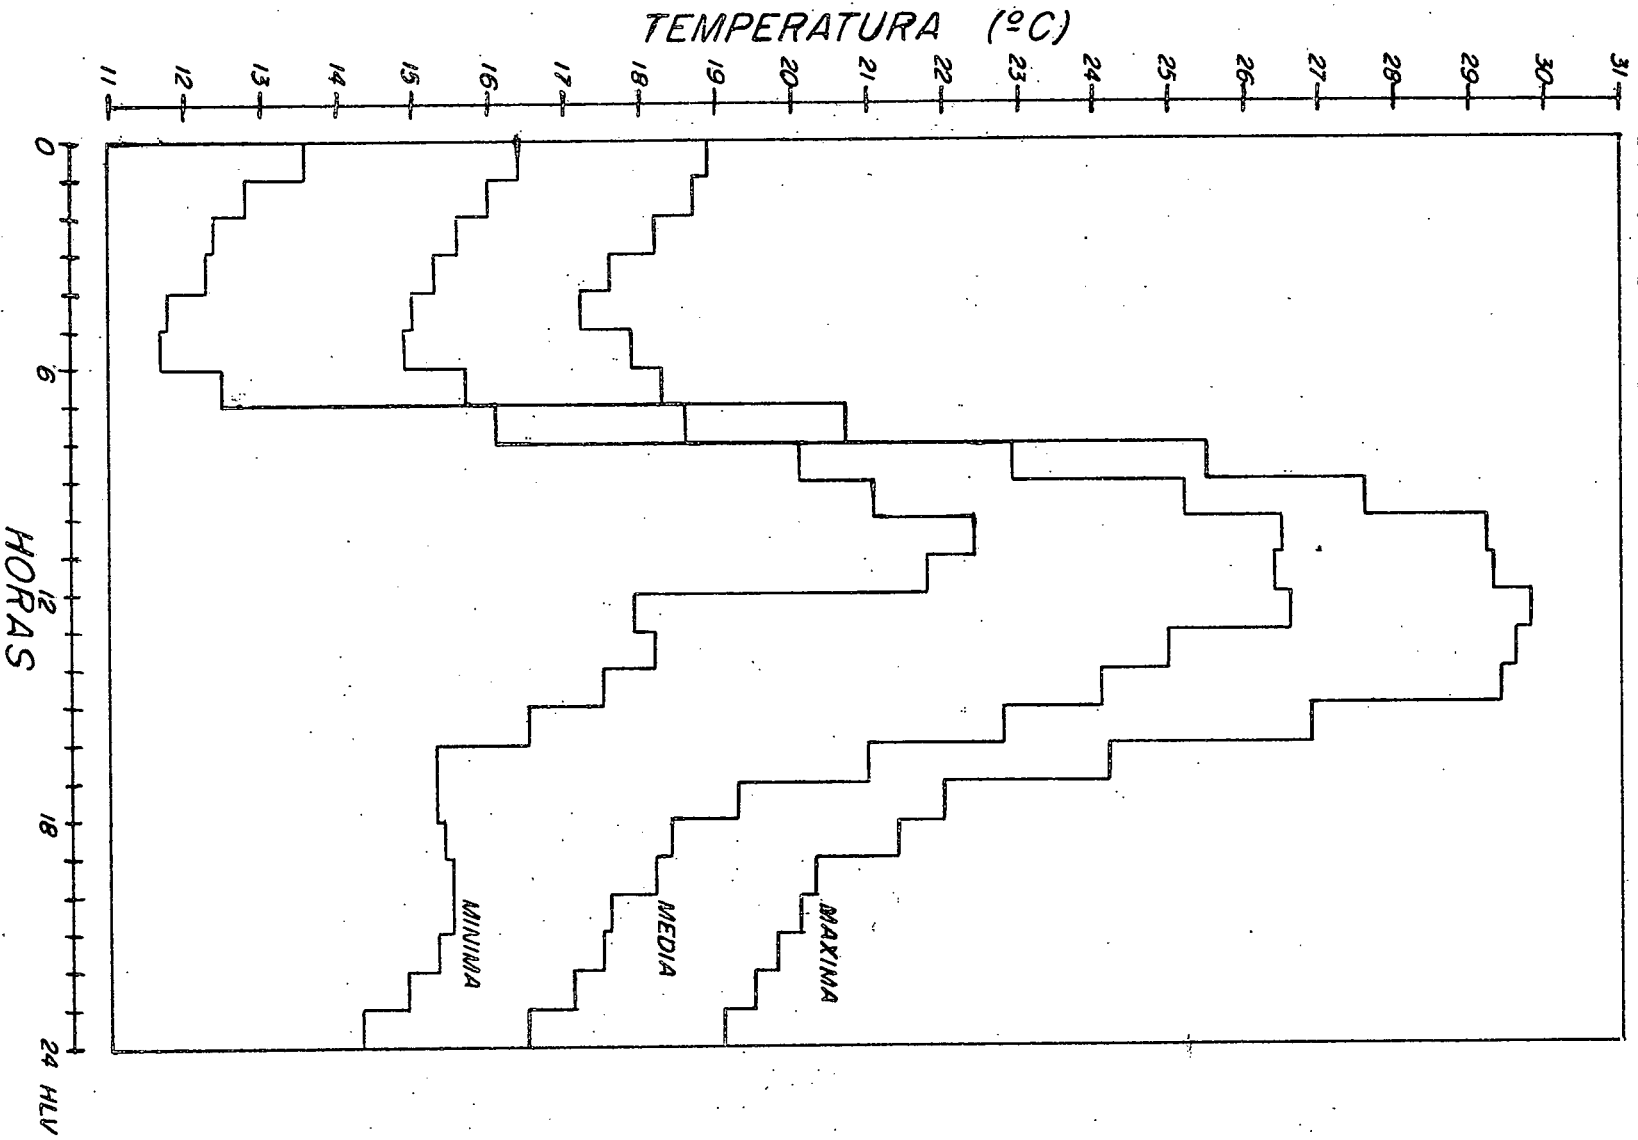 TEMPERATURA (ºC)
11 12 13 14 15 16 17 18 19 20 21 22 23 24 25 26 27 28 29 30 31
0
6
12
18
24 HLV
HORAS
MINIMA
MEDIA
MAXIMA